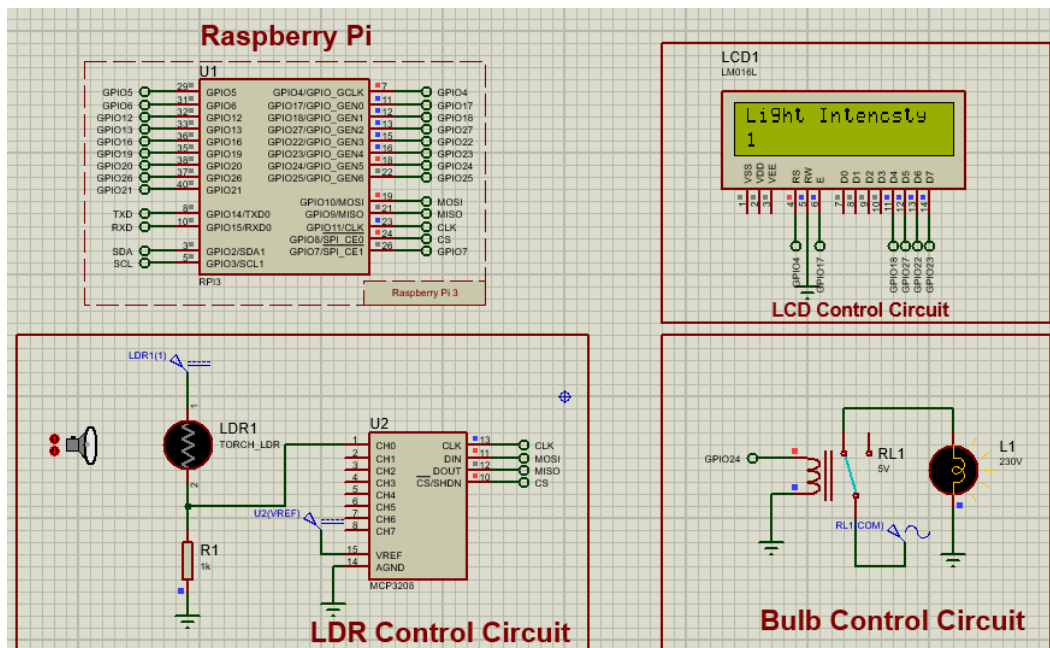 Raspberry Pi
U1
GPIO5 29 GPIO5 GPIO4/GPIO_GCLK 7 GPIO4
GPIO6 31 GPIO6 GPIO17/GPIO_GEN0 11 GPIO17
GPIO12 32 GPIO12 GPIO18/GPIO_GEN1 12 GPIO18
GPIO13 33 GPIO13 GPIO27/GPIO_GEN2 13 GPIO27
GPIO16 36 GPIO16 GPIO22/GPIO_GEN3 15 GPIO22
GPIO19 35 GPIO19 GPIO23/GPIO_GEN4 16 GPIO23
GPIO20 38 GPIO20 GPIO24/GPIO_GEN5 18 GPIO24
GPIO26 37 GPIO26 GPIO25/GPIO_GEN6 22 GPIO25
GPIO21 40 GPIO21
GPIO10/MOSI 19 MOSI
TXD 8 GPIO14/TXD0 GPIO9/MISO 21 MISO
RXD 10 GPIO15/RXD0 GPIO11/CLK 23 CLK
GPIO8/SPI_CE0 24 CS
SDA 3 GPIO2/SDA1 GPIO7/SPI_CE1 26 GPIO7
SCL 5 GPIO3/SCL1
RPI3
Raspberry Pi 3
LCD1
LM016L
Light Intencsty
1
VSS VDD VEE RS RW E D0 D1 D2 D3 D4 D5 D6 D7
1 2 3 4 5 6 7 8 9 10 11 12 13 14
GPIO4 GPIO17 GPIO18 GPIO27 GPIO22 GPIO23
LCD Control Circuit
LDR1(1)
1
LDR1
TORCH_LDR
2
U2(VREF)
R1
1k
U2
1 CH0 CLK 13 CLK
2 CH1 DIN 11 MOSI
3 CH2 DOUT 12 MISO
4 CH3 CS/SHDN 10 CS
5 CH4
6 CH5
7 CH6
8 CH7
15 VREF
14 AGND
MCP3208
LDR Control Circuit
GPIO24
RL1
5V
L1
230V
RL1(COM)
Bulb Control Circuit